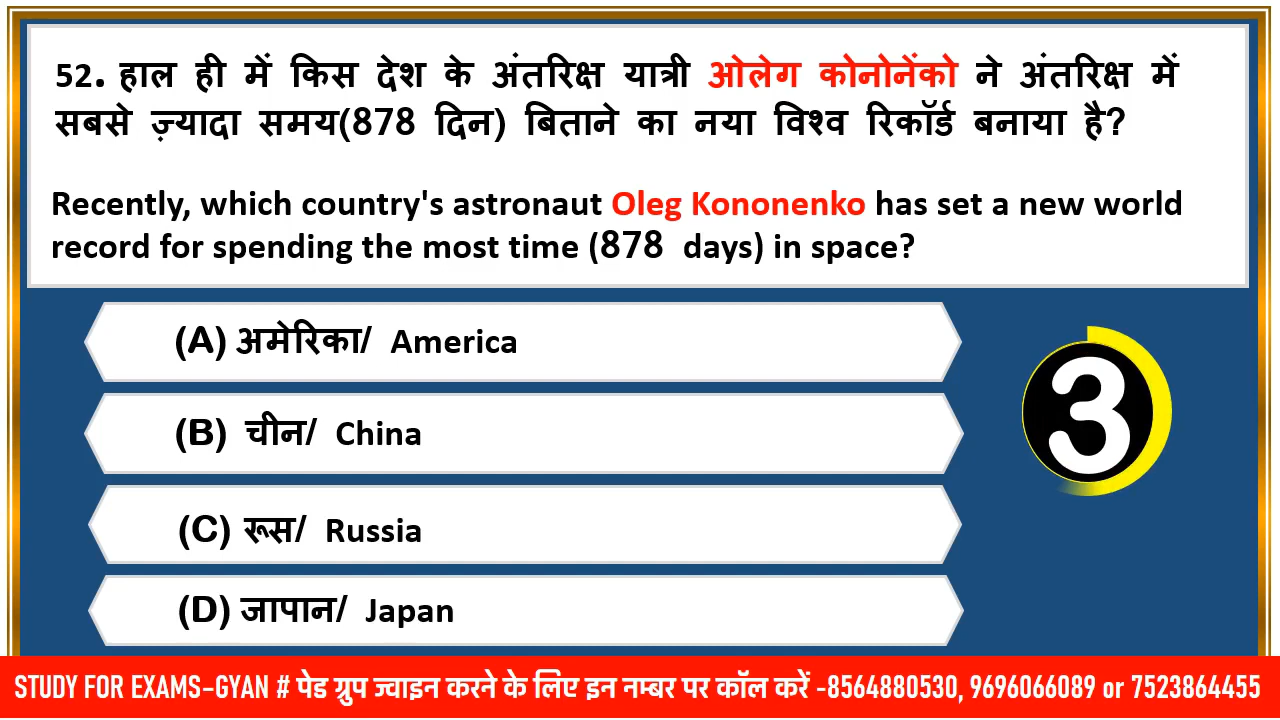 52. हाल ही में किस देश के अंतरिक्ष यात्री ओलेग कोनोनेंको ने अंतरिक्ष में
सबसे ज़्यादा समय(878 दिन) बिताने का नया विश्व रिकॉर्ड बनाया है?
Recently, which country's astronaut Oleg Kononenko has set a new world
record for spending the most time (878 days) in space?
(A) अमेरिका/ America
(B) चीन/ China
(C) रूस/ Russia
(D) जापान/ Japan
3
STUDY FOR EXAMS-GYAN # पेड ग्रुप ज्वाइन करने के लिए इन नम्बर पर कॉल करें -8564880530, 9696066089 or 7523864455